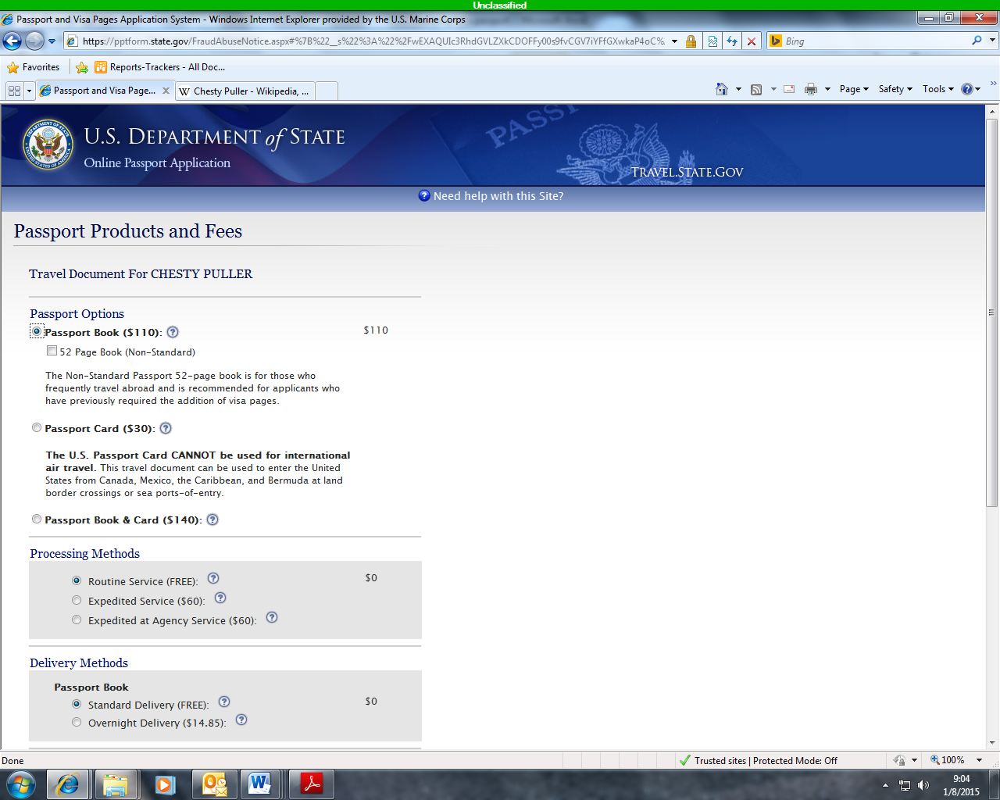 Unclassified
Passport and Visa Pages Application System - Windows Internet Explorer provided by the U.S. Marine Corps
https://pptform.state.gov/FraudAbuseNotice.aspx#%7B%22__s%22%3A%22%2FwEXAQUIc3RhdGVLZXkCDOFFy00s9fvCGV7iYFfGXwkaP4oC%.
Bing
Favorites
Reports-Trackers - All Doc...
Passport and Visa Page...
Chesty Puller - Wikipedia, ...
Page
Safety
Tools
U.S. DEPARTMENT of STATE
Online Passport Application
PASSI
TRAVEL.STATE.GOV
Need help with this Site?
Passport Products and Fees
Travel Document For CHESTY PULLER
Passport Options
Passport Book ($110): $110
52 Page Book (Non-Standard)
The Non-Standard Passport 52-page book is for those who
frequently travel abroad and is recommended for applicants who
have previously required the addition of visa pages.
Passport Card ($30):
The U.S. Passport Card CANNOT be used for international
air travel. This travel document can be used to enter the United
States from Canada, Mexico, the Caribbean, and Bermuda at land
border crossings or sea ports-of-entry.
Passport Book & Card ($140):
Processing Methods
Routine Service (FREE): $0
Expedited Service ($60):
Expedited at Agency Service ($60):
Delivery Methods
Passport Book
Standard Delivery (FREE): $0
Overnight Delivery ($14.85):
Done
Trusted sites | Protected Mode: Off
100%
9:04
1/8/2015